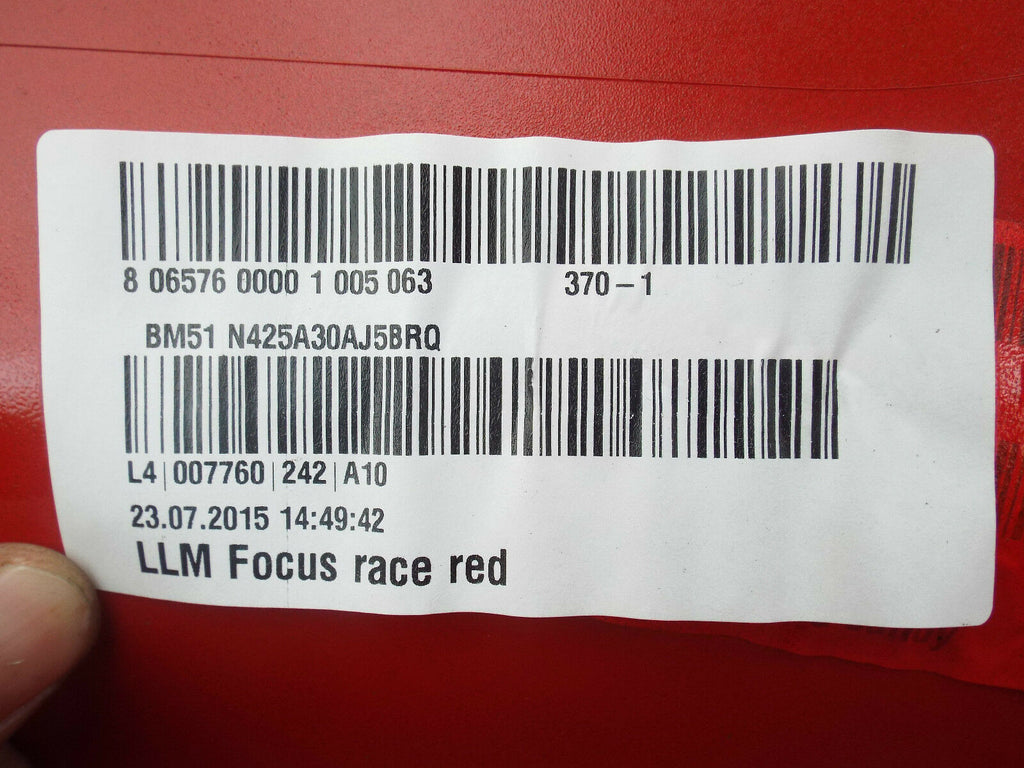 8 06576 0000 1 005 063 370-1
BM51 N425A30AJ5BRQ
L4|007760|242|A10
23.07.2015 14:49:42
LLM Focus race red